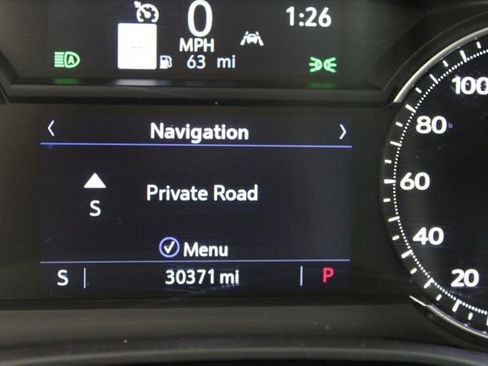 0 1:26
MPH
A 63 mi
100
< Navigation >
80
Private Road
60
S
Menu
40
S 30371 mi P
20